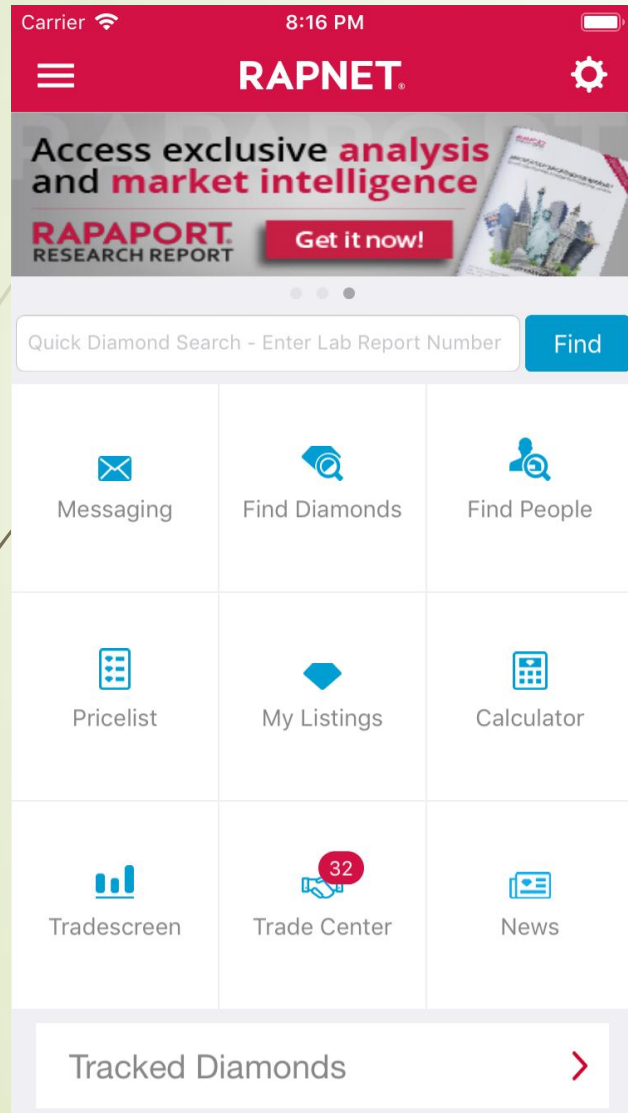 Carrier 8:16 PM
RAPNET®
Access exclusive analysis
and market intelligence
RAPAPORT
RESEARCH REPORT
Get it now!
Quick Diamond Search - Enter Lab Report Number
Find
Messaging
Find Diamonds
Find People
Pricelist
My Listings
Calculator
32
Tradescreen
Trade Center
News
Tracked Diamonds